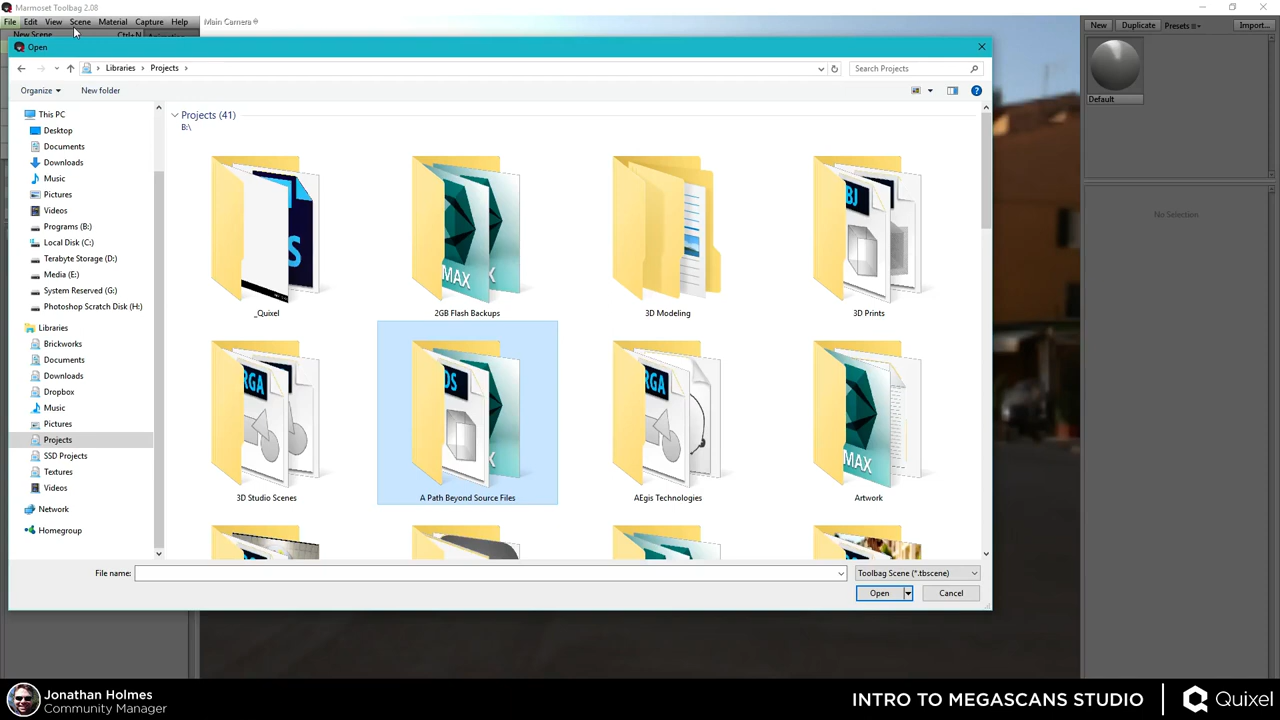 Marmoset Toolbag 2.08
File Edit View Scene Material Capture Help
Main Camera
New Duplicate Presets Import...
New Scene Ctrl+N
Open
Libraries > Projects >
Search Projects
Organize New folder
Default
This PC
Desktop
Documents
Downloads
Music
Pictures
Videos
Programs (B:)
Local Disk (C:)
Terabyte Storage (D:)
Media (E:)
System Reserved (G:)
Photoshop Scratch Disk (H:)
Libraries
Brickworks
Documents
Downloads
Dropbox
Music
Pictures
Projects
SSD Projects
Textures
Videos
Network
Homegroup
Projects (41)
B:\
_Quixel
2GB Flash Backups
3D Modeling
3D Prints
3D Studio Scenes
A Path Beyond Source Files
AEgis Technologies
Artwork
MAX
MAX
No Selection.
File name:
Toolbag Scene (*.tbscene)
Open Cancel
Jonathan Holmes
Community Manager
INTRO TO MEGASCANS STUDIO
Quixel